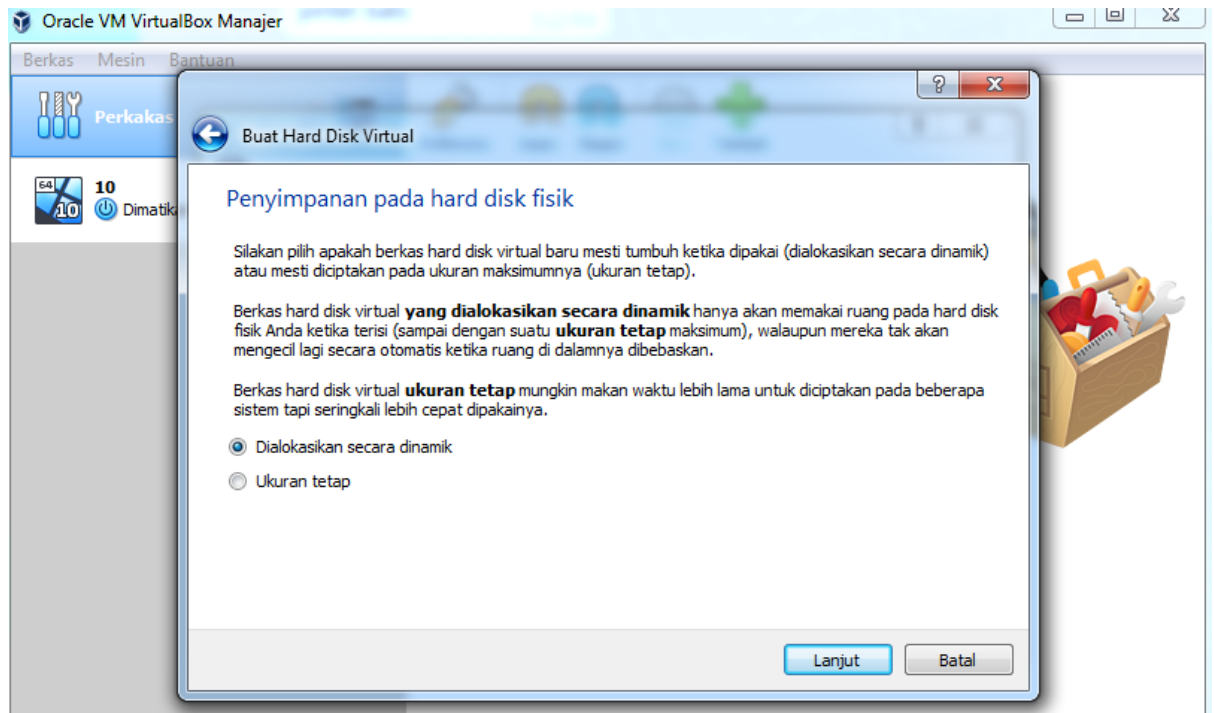 Oracle VM VirtualBox Manajer
Berkas Mesin Bantuan
Perkakas
Buat Hard Disk Virtual
64
10
10
Dimatik
Penyimpanan pada hard disk fisik
Silakan pilih apakah berkas hard disk virtual baru mesti tumbuh ketika dipakai (dialokasikan secara dinamik)
atau mesti diciptakan pada ukuran maksimumnya (ukuran tetap).
Berkas hard disk virtual yang dialokasikan secara dinamik hanya akan memakai ruang pada hard disk
fisik Anda ketika terisi (sampai dengan suatu ukuran tetap maksimum), walaupun mereka tak akan
mengecil lagi secara otomatis ketika ruang di dalamnya dibebaskan.
Berkas hard disk virtual ukuran tetap mungkin makan waktu lebih lama untuk diciptakan pada beberapa
sistem tapi seringkali lebih cepat dipakainya.
Dialokasikan secara dinamik
Ukuran tetap
Lanjut Batal